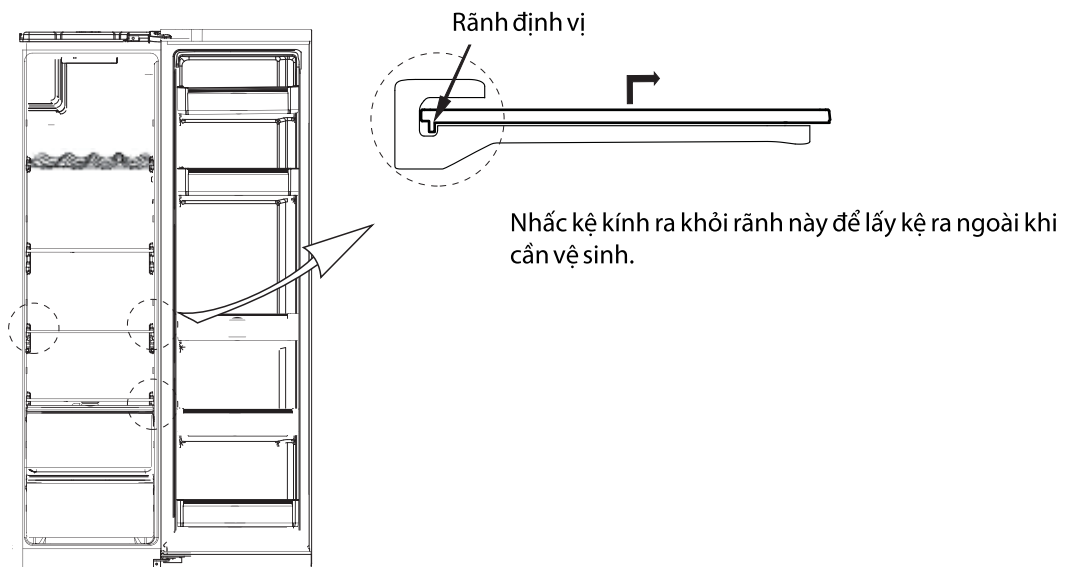 Rãnh định vị
Nhấc kệ kính ra khỏi rãnh này để lấy kệ ra ngoài khi
cần vệ sinh.